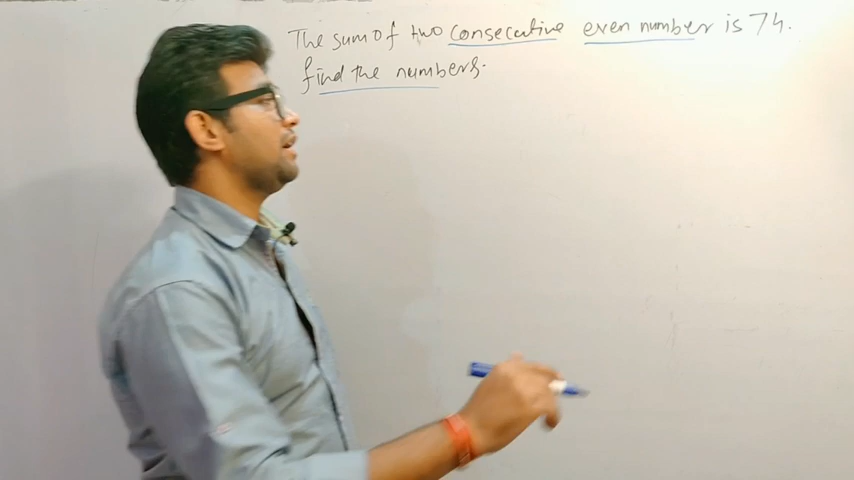 The sum of two consecutive even number is 74.
find the numbers.